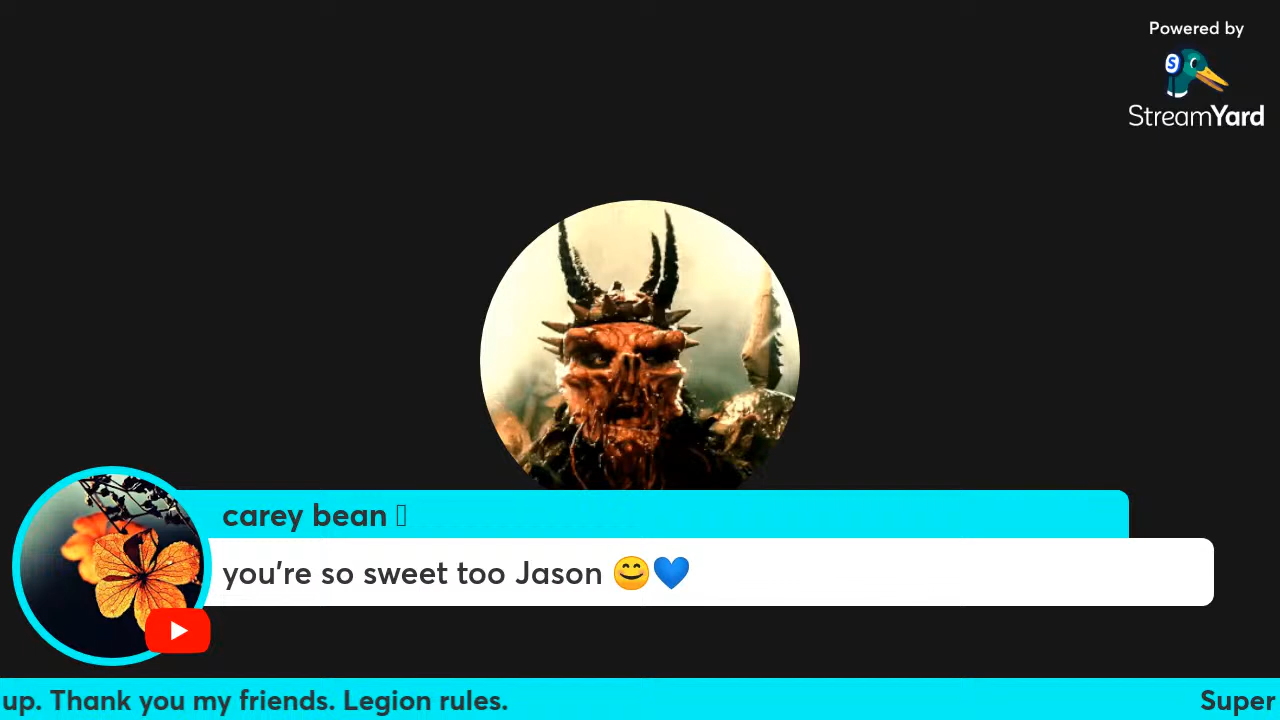 Powered by
S
StreamYard
carey bean
you're so sweet too Jason 😊💙
up. Thank you my friends. Legion rules.
Super